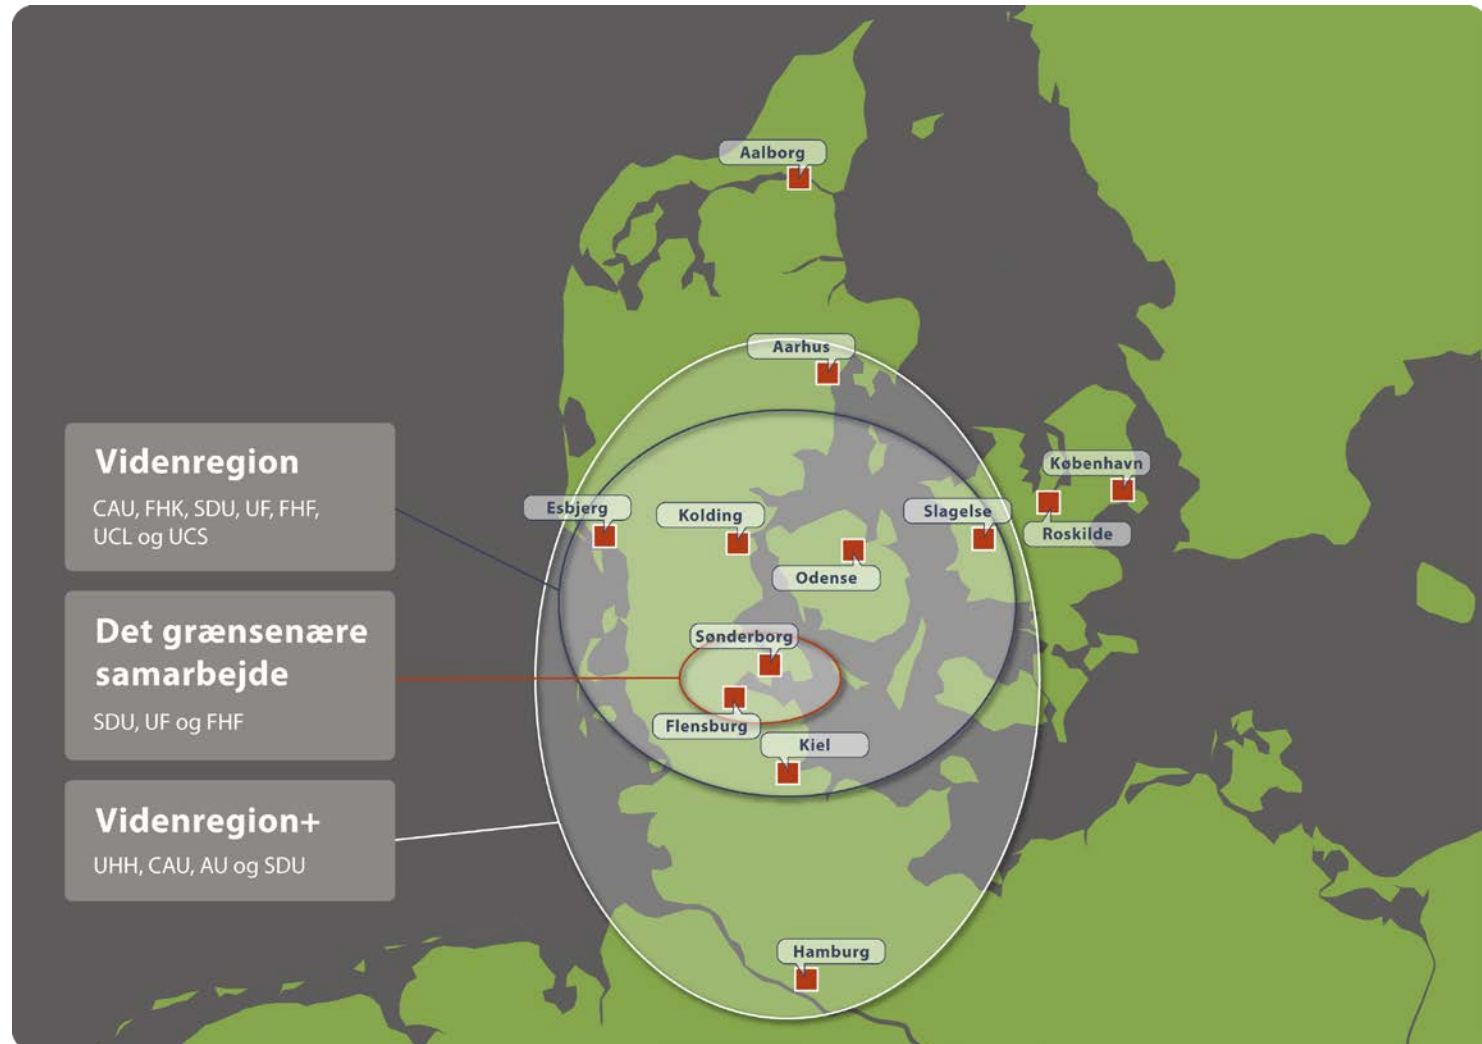 Aalborg
Aarhus
Videnregion
CAU, FHK, SDU, UF, FHF,
UCL og UCS
København
Esbjerg
Kolding
Slagelse
Roskilde
Odense
Det grænsenære
samarbejde
SDU, UF og FHF
Sønderborg
Flensburg
Kiel
Videnregion+
UHH, CAU, AU og SDU
Hamburg